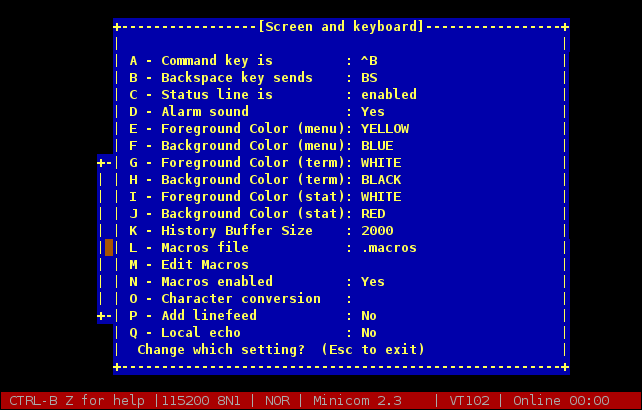 [Screen and keyboard]
A - Command key is : ^B
B - Backspace key sends : BS
C - Status line is : enabled
D - Alarm sound : Yes
E - Foreground Color (menu): YELLOW
F - Background Color (menu): BLUE
G - Foreground Color (term): WHITE
H - Background Color (term): BLACK
I - Foreground Color (stat): WHITE
J - Background Color (stat): RED
K - History Buffer Size : 2000
L - Macros file : .macros
M - Edit Macros
N - Macros enabled : Yes
O - Character conversion :
P - Add linefeed : No
Q - Local echo : No
Change which setting? (Esc to exit)
CTRL-B Z for help |115200 8N1 | NOR | Minicom 2.3 | VT102 | Online 00:00